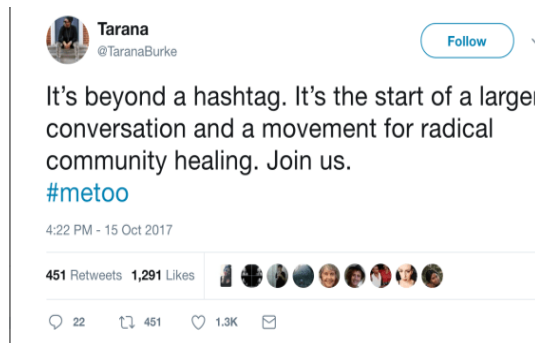 Tarana
@TaranaBurke
Follow
It's beyond a hashtag. It's the start of a larger
conversation and a movement for radical
community healing. Join us.
#metoo
4:22 PM - 15 Oct 2017
451 Retweets 1,291 Likes
22 451 1.3K